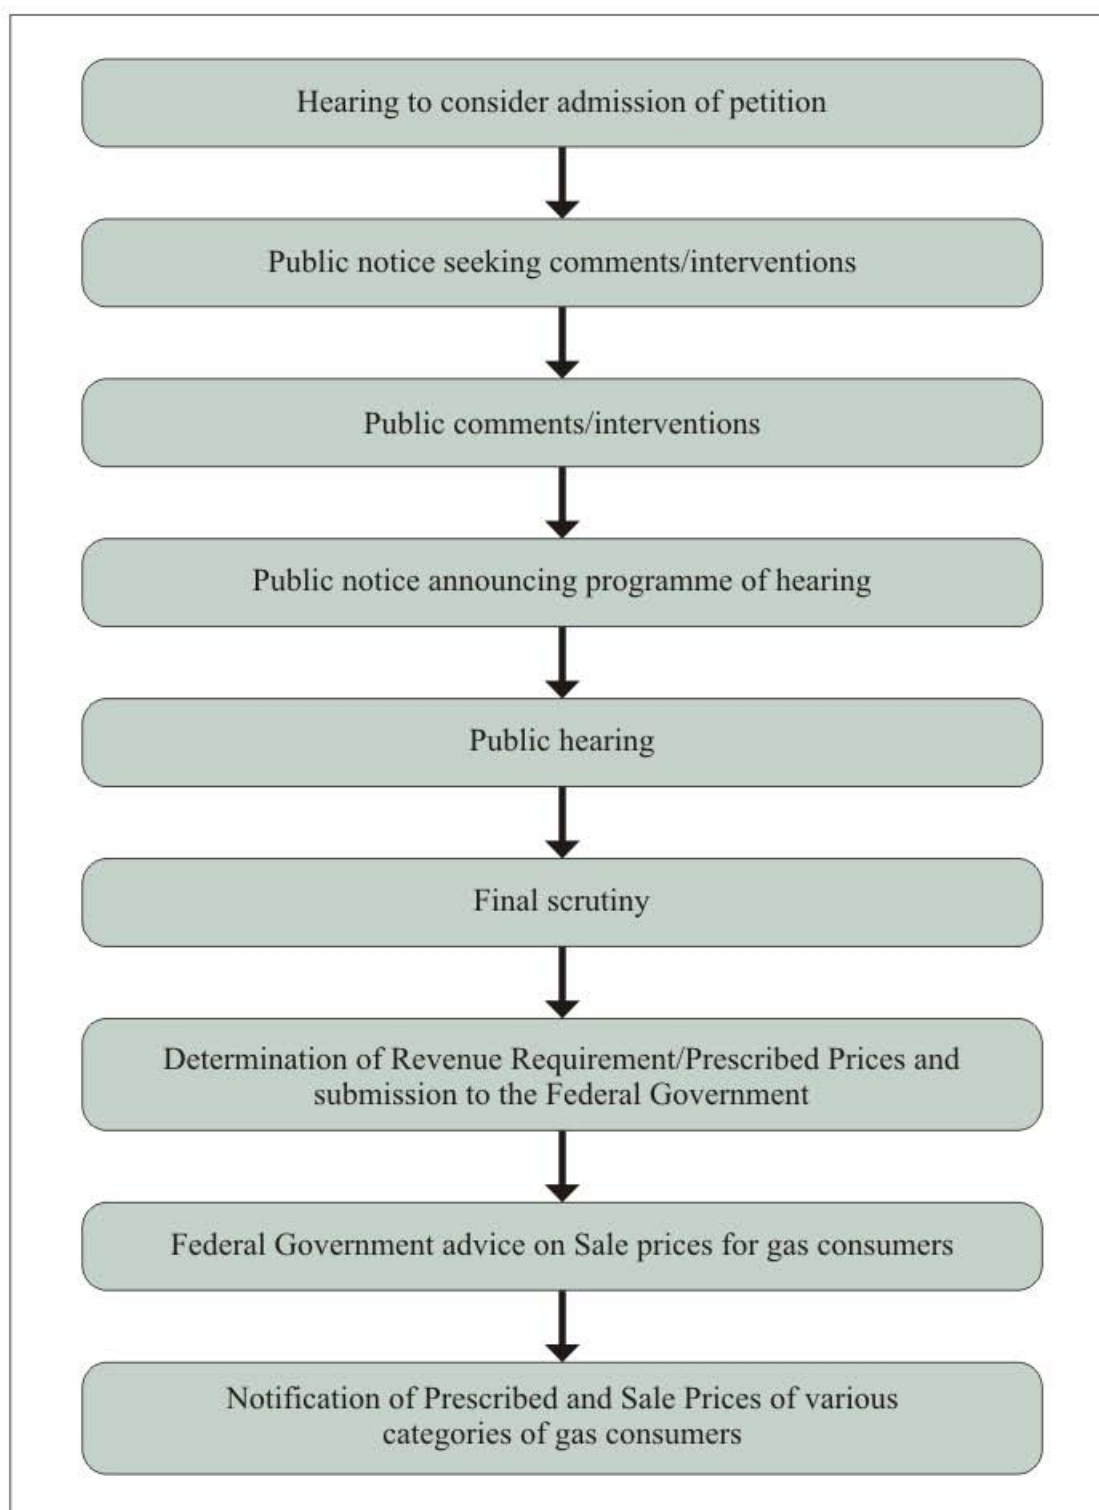 Hearing to consider admission of petition
Public notice seeking comments/interventions
Public comments/interventions
Public notice announcing programme of hearing
Public hearing
Final scrutiny
Determination of Revenue Requirement/Prescribed Prices and
submission to the Federal Government
Federal Government advice on Sale prices for gas consumers
Notification of Prescribed and Sale Prices of various
categories of gas consumers